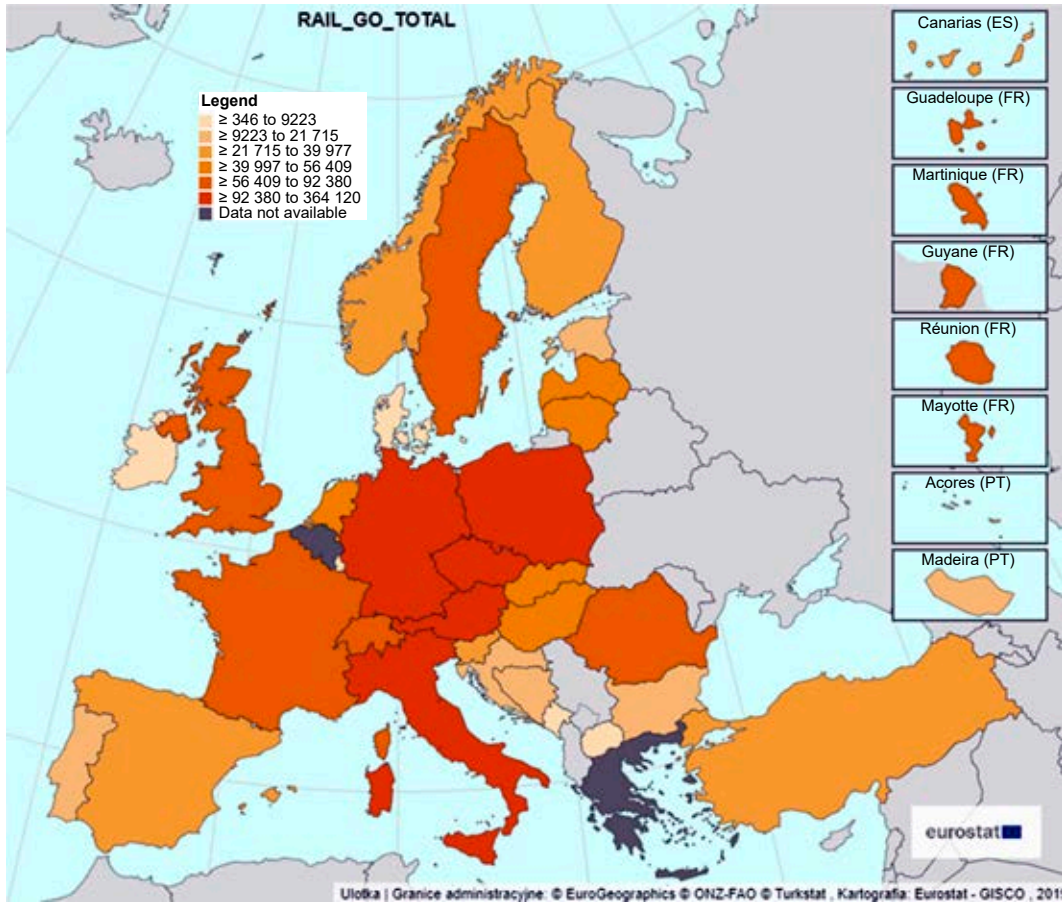 RAIL_GO_TOTAL
Legend
≥ 346 to 9223
≥ 9223 to 21 715
≥ 21 715 to 39 977
≥ 39 997 to 56 409
≥ 56 409 to 92 380
≥ 92 380 to 364 120
Data not available
Canarias (ES)
Guadeloupe (FR)
Martinique (FR)
Guyane (FR)
Réunion (FR)
Mayotte (FR)
Acores (PT)
Madeira (PT)
eurostat
Ulotka | Granice administracyjne: © EuroGeographics © ONZ-FAO © Turkstat , Kartografia: Eurostat - GISCO , 2019